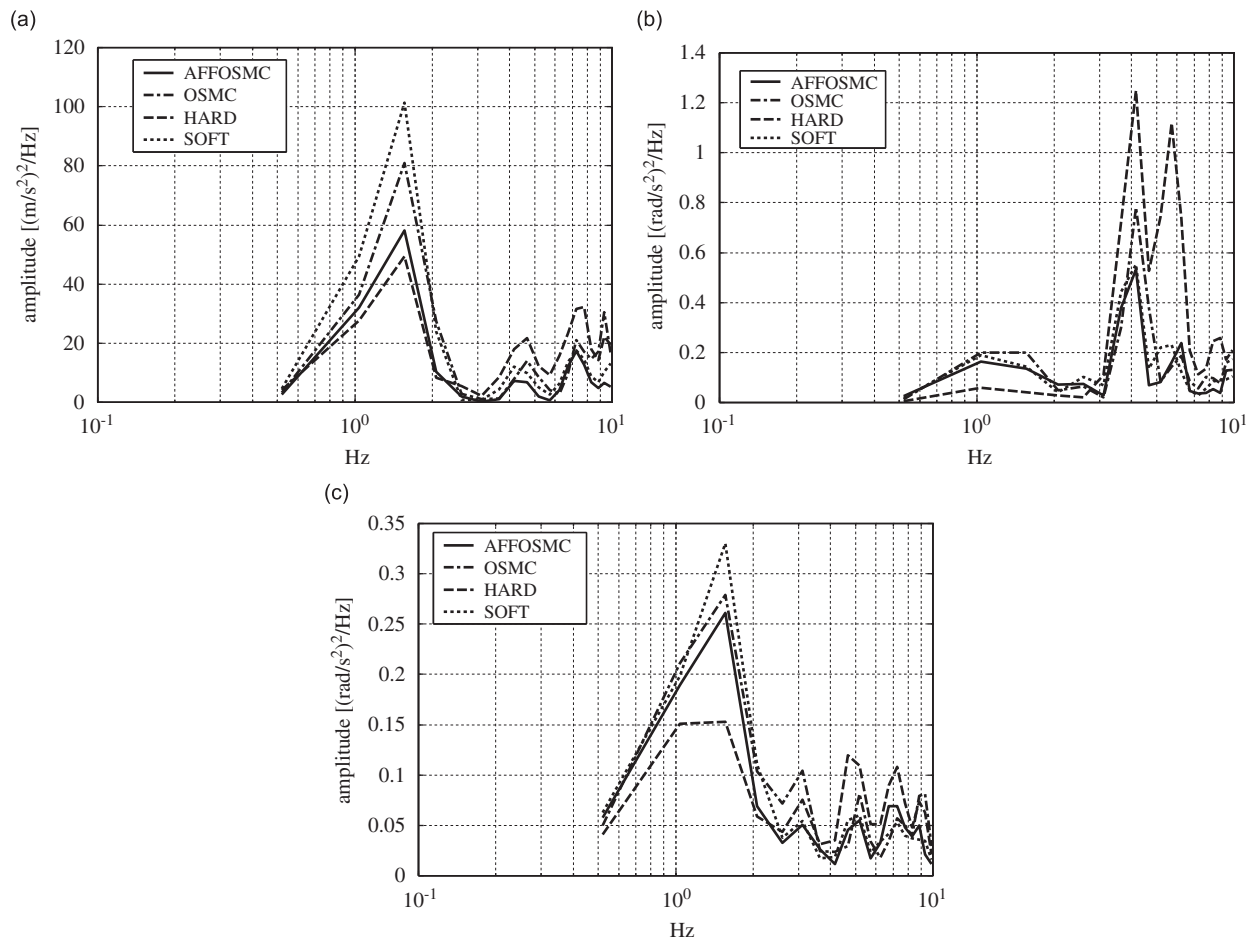 (a)
120
100
80
60
40
20
0
amplitude [(m/s²)²/Hz]
AFFOSMC
OSMC
HARD
SOFT
10⁻¹
10⁰
10¹
Hz
(b)
1.4
1.2
1
0.8
0.6
0.4
0.2
0
amplitude [(rad/s²)²/Hz]
AFFOSMC
OSMC
HARD
SOFT
10⁻¹
10⁰
10¹
Hz
(c)
0.35
0.3
0.25
0.2
0.15
0.1
0.05
0
amplitude [(rad/s²)²/Hz]
AFFOSMC
OSMC
HARD
SOFT
10⁻¹
10⁰
10¹
Hz